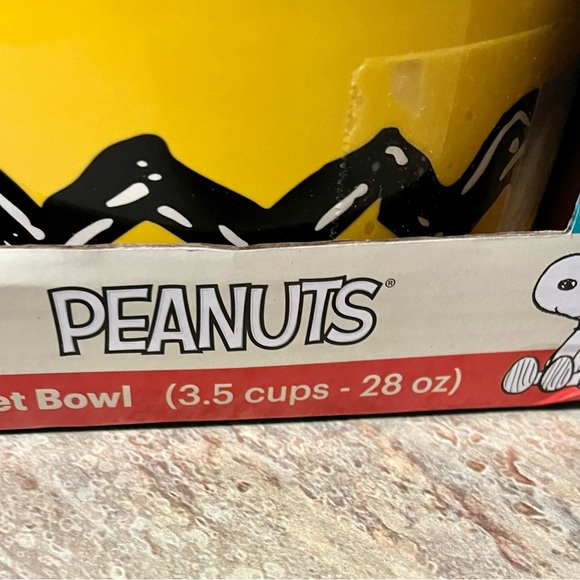 PEANUTS®
et Bowl (3.5 cups - 28 oz)